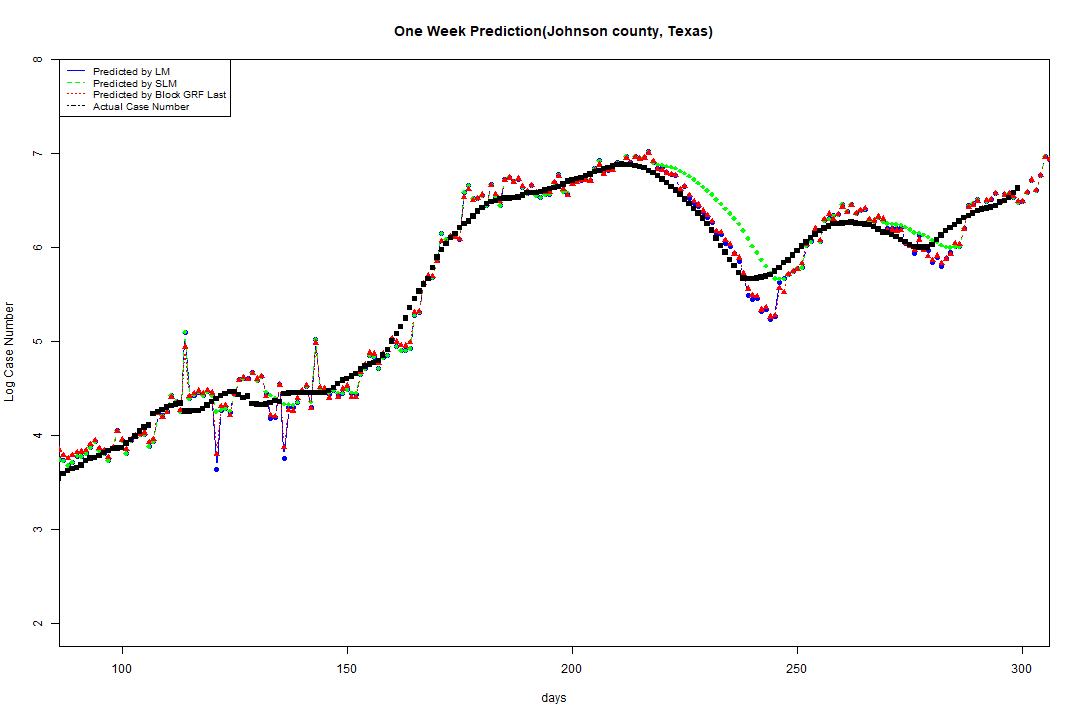 One Week Prediction(Johnson county, Texas)
Predicted by LM
Predicted by SLM
Predicted by Block GRF Last
Actual Case Number
8
7
6
5
4
3
2
Log Case Number
100 150 200 250 300
days